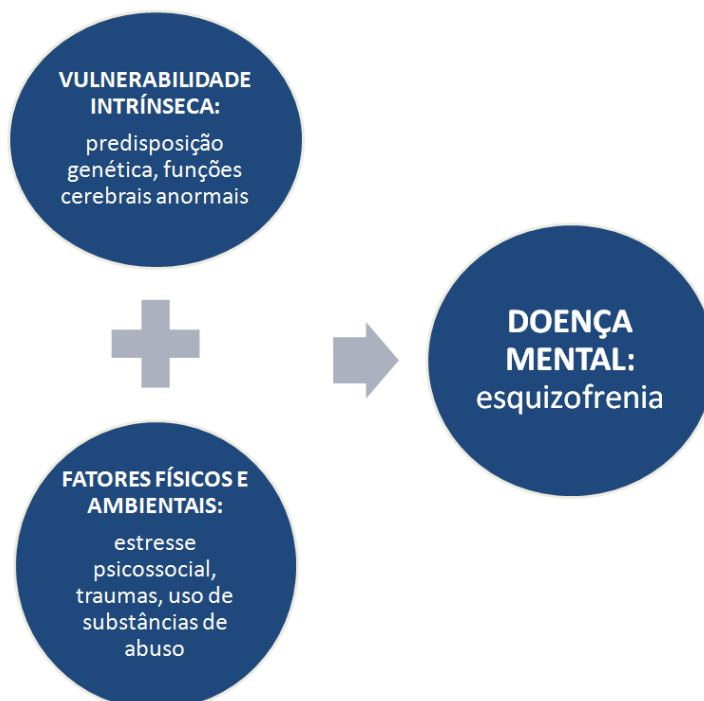 VULNERABILIDADE
INTRÍNSECA:
predisposição
genética, funções
cerebrais anormais
DOENÇA
MENTAL:
esquizofrenia
FATORES FÍSICOS E
AMBIENTAIS:
estresse
psicossocial,
traumas, uso de
substâncias de
abuso